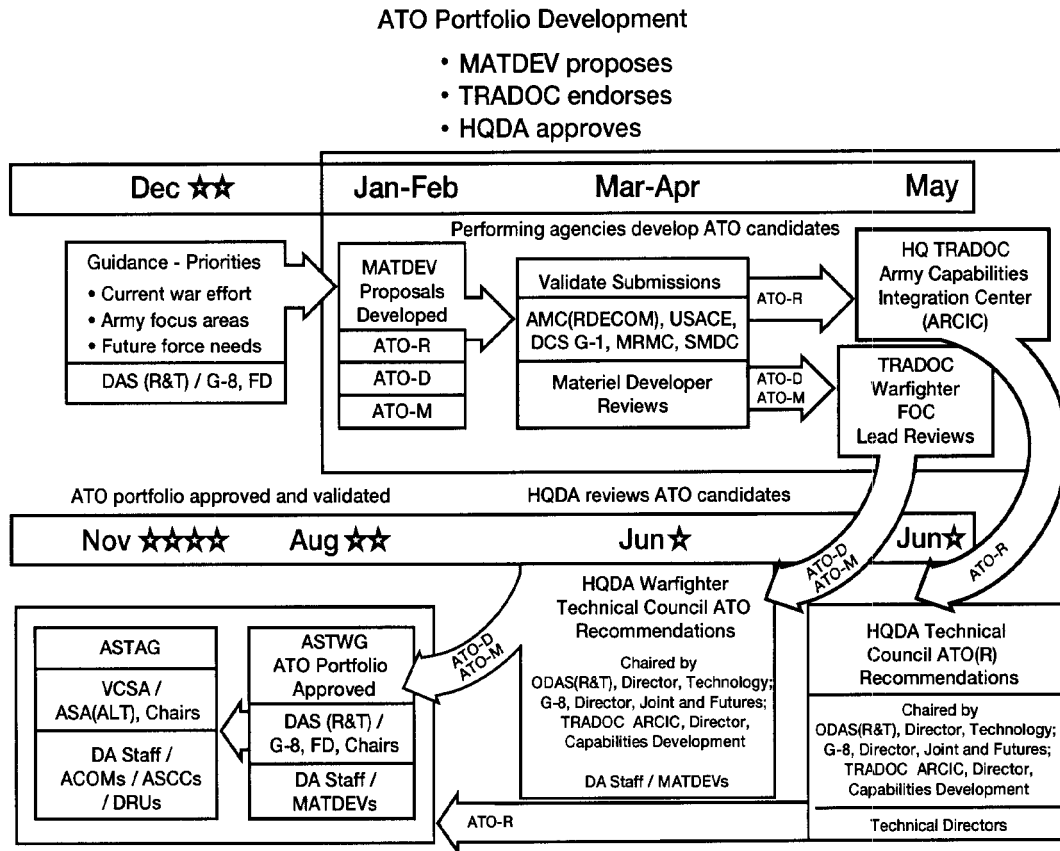 ATO Portfolio Development
• MATDEV proposes
• TRADOC endorses
• HQDA approves
Dec ☆☆
Jan-Feb
Mar-Apr
May
Performing agencies develop ATO candidates
Guidance - Priorities
• Current war effort
• Army focus areas
• Future force needs
DAS (R&T) / G-8, FD
MATDEV
Proposals
Developed
ATO-R
ATO-D
ATO-M
Validate Submissions
AMC(RDECOM), USACE,
DCS G-1, MRMC, SMDC
Materiel Developer
Reviews
ATO-R
ATO-D
ATO-M
HQ TRADOC
Army Capabilities
Integration Center
(ARCIC)
TRADOC
Warfighter
FOC
Lead Reviews
ATO portfolio approved and validated
HQDA reviews ATO candidates
Nov ☆☆☆☆
Aug ☆☆
Jun ☆
Jun ☆
ATO-D
ATO-M
ATO-R
ASTAG
VCSA /
ASA(ALT), Chairs
DA Staff /
ACOMs / ASCCs
/ DRUs
ASTWG
ATO Portfolio
Approved
DAS (R&T) /
G-8, FD, Chairs
DA Staff /
MATDEVs
ATO-D
ATO-M
HQDA Warfighter
Technical Council ATO
Recommendations
Chaired by
ODAS(R&T), Director, Technology;
G-8, Director, Joint and Futures;
TRADOC ARCIC, Director,
Capabilities Development
DA Staff / MATDEVs
HQDA Technical
Council ATO(R)
Recommendations
Chaired by
ODAS(R&T), Director, Technology;
G-8, Director, Joint and Futures;
TRADOC ARCIC, Director,
Capabilities Development
Technical Directors
ATO-R